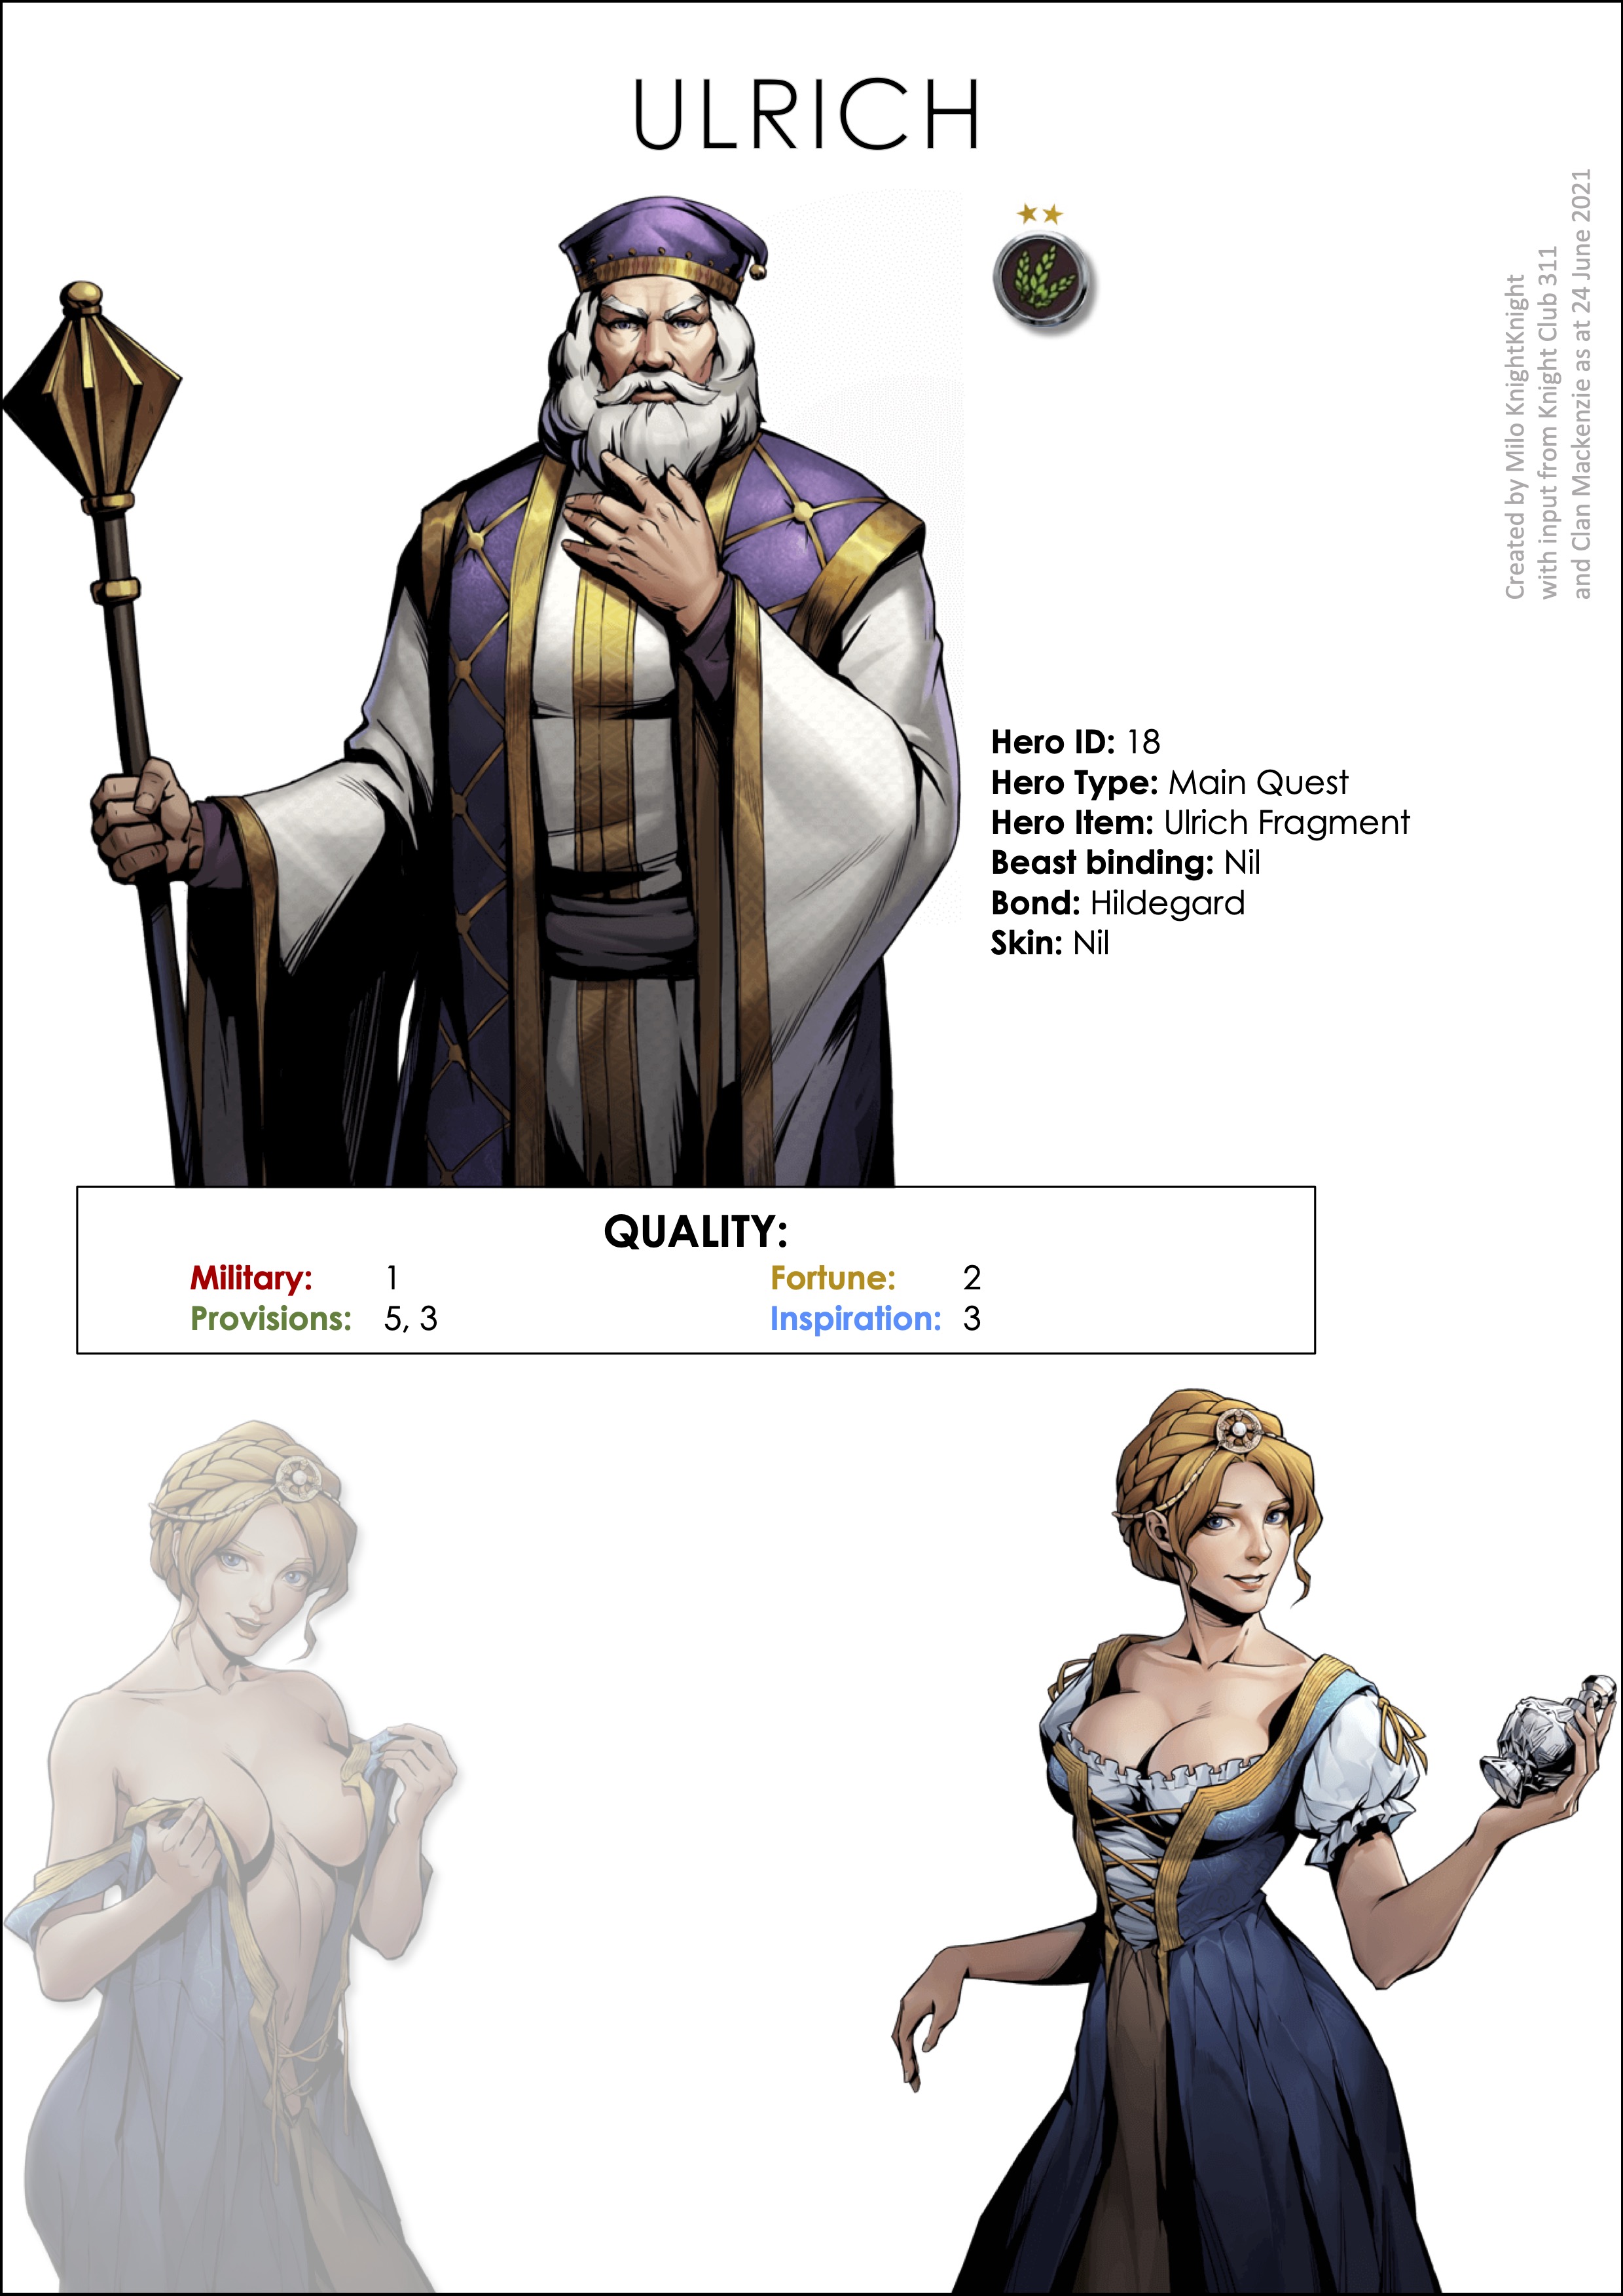 ULRICH
Created by Milo KnightKnight
with input from Knight Club 311
and Clan Mackenzie as at 24 June 2021
Hero ID: 18
Hero Type: Main Quest
Hero Item: Ulrich Fragment
Beast binding: Nil
Bond: Hildegard
Skin: Nil
QUALITY:
Military: 1 Fortune: 2
Provisions: 5, 3 Inspiration: 3